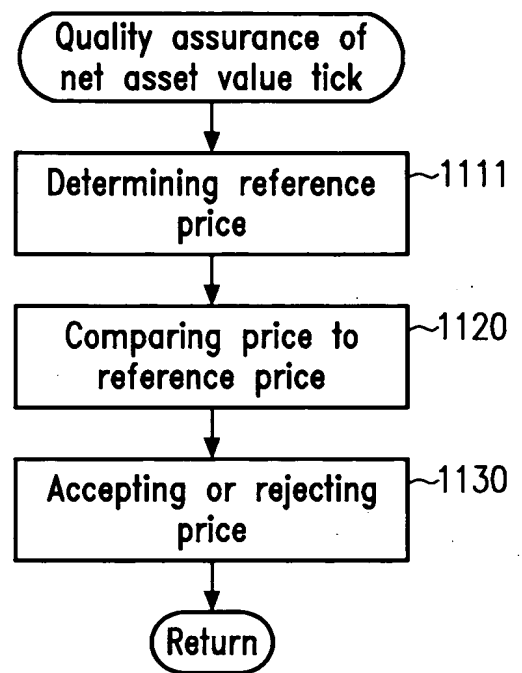 Quality assurance of
net asset value tick
Determining reference
price
1111
Comparing price to
reference price
1120
Accepting or rejecting
price
1130
Return